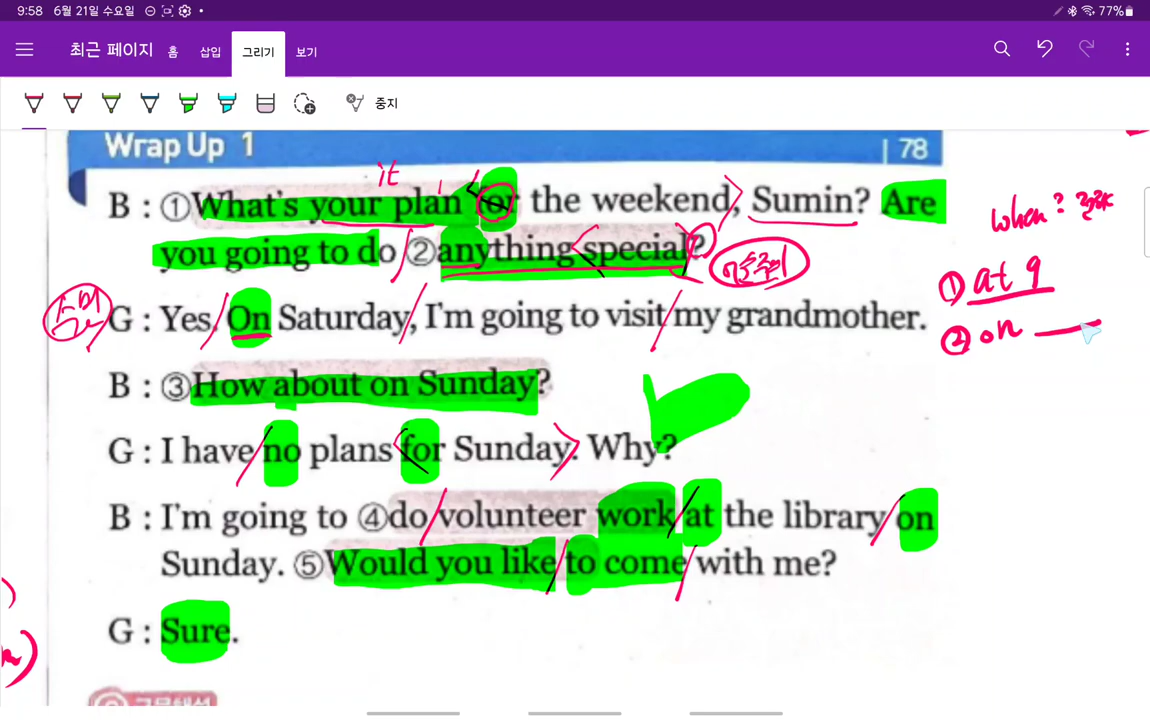 9:58 6월 21일 수요일
77%
최근 페이지 홈 삽입 그리기 보기
중지
Wrap Up 1 | 78
it
B : ①What's your plan for the weekend, Sumin? Are
you going to do ②anything special?
when?
① at 9
② on
G : Yes. On Saturday, I'm going to visit my grandmother.
B : ③How about on Sunday?
G : I have no plans for Sunday. Why?
B : I'm going to ④do volunteer work at the library on
Sunday. ⑤Would you like to come with me?
G : Sure.